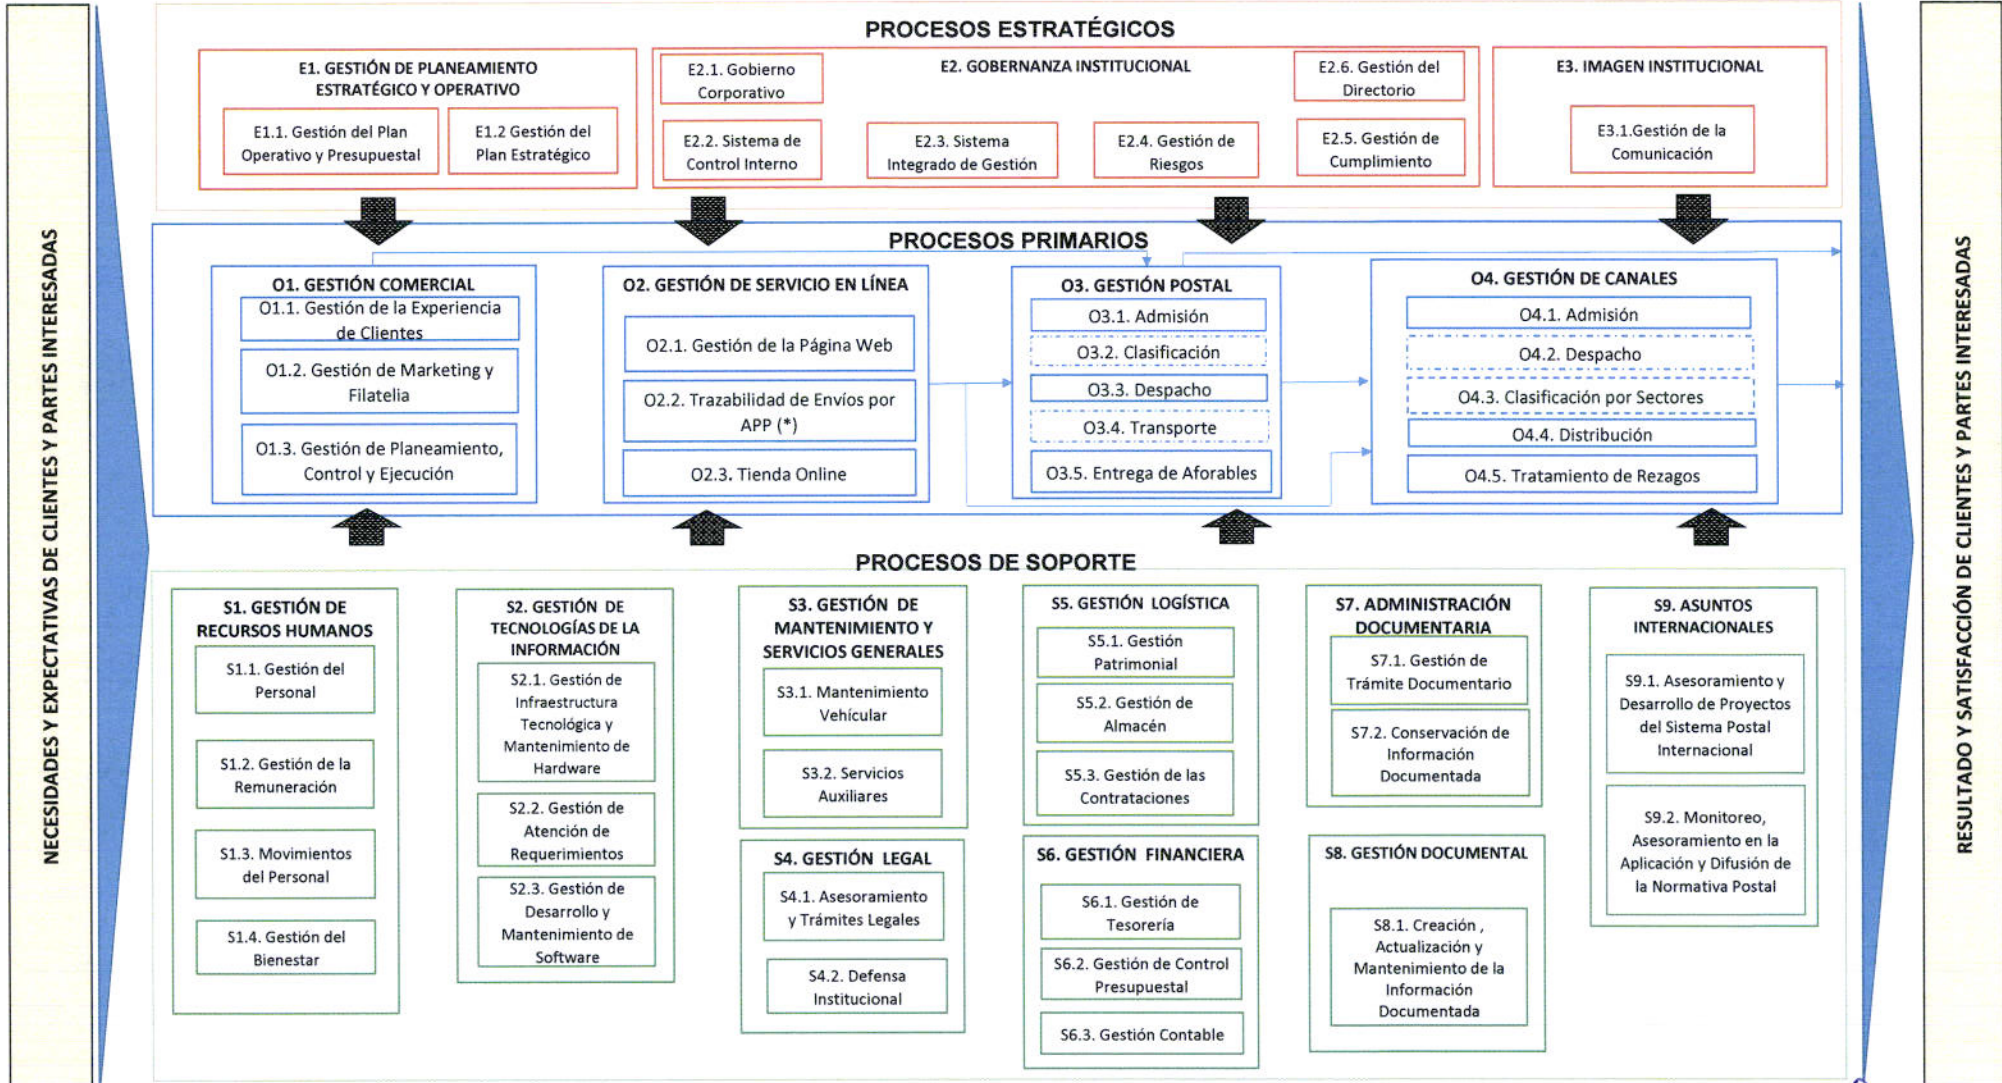 NECESIDADES Y EXPECTATIVAS DE CLIENTES Y PARTES INTERESADAS
PROCESOS ESTRATÉGICOS
E1. GESTIÓN DE PLANEAMIENTO
ESTRATÉGICO Y OPERATIVO
E1.1. Gestión del Plan
Operativo y Presupuestal
E1.2 Gestión del
Plan Estratégico
E2. GOBERNANZA INSTITUCIONAL
E2.1. Gobierno
Corporativo
E2.2. Sistema de
Control Interno
E2.3. Sistema
Integrado de Gestión
E2.4. Gestión de
Riesgos
E2.6. Gestión del
Directorio
E2.5. Gestión de
Cumplimiento
E3. IMAGEN INSTITUCIONAL
E3.1.Gestión de la
Comunicación
PROCESOS PRIMARIOS
O1. GESTIÓN COMERCIAL
O1.1. Gestión de la Experiencia
de Clientes
O1.2. Gestión de Marketing y
Filatelia
O1.3. Gestión de Planeamiento,
Control y Ejecución
O2. GESTIÓN DE SERVICIO EN LÍNEA
O2.1. Gestión de la Página Web
O2.2. Trazabilidad de Envíos por
APP (*)
O2.3. Tienda Online
O3. GESTIÓN POSTAL
O3.1. Admisión
O3.2. Clasificación
O3.3. Despacho
O3.4. Transporte
O3.5. Entrega de Aforables
O4. GESTIÓN DE CANALES
O4.1. Admisión
O4.2. Despacho
O4.3. Clasificación por Sectores
O4.4. Distribución
O4.5. Tratamiento de Rezagos
PROCESOS DE SOPORTE
S1. GESTIÓN DE
RECURSOS HUMANOS
S1.1. Gestión del
Personal
S1.2. Gestión de la
Remuneración
S1.3. Movimientos
del Personal
S1.4. Gestión del
Bienestar
S2. GESTIÓN DE
TECNOLOGÍAS DE LA
INFORMACIÓN
S2.1. Gestión de
Infraestructura
Tecnológica y
Mantenimiento de
Hardware
S2.2. Gestión de
Atención de
Requerimientos
S2.3. Gestión de
Desarrollo y
Mantenimiento de
Software
S3. GESTIÓN DE
MANTENIMIENTO Y
SERVICIOS GENERALES
S3.1. Mantenimiento
Vehícular
S3.2. Servicios
Auxiliares
S4. GESTIÓN LEGAL
S4.1. Asesoramiento
y Trámites Legales
S4.2. Defensa
Institucional
S5. GESTIÓN LOGÍSTICA
S5.1. Gestión
Patrimonial
S5.2. Gestión de
Almacén
S5.3. Gestión de las
Contrataciones
S6. GESTIÓN FINANCIERA
S6.1. Gestión de
Tesorería
S6.2. Gestión de Control
Presupuestal
S6.3. Gestión Contable
S7. ADMINISTRACIÓN
DOCUMENTARIA
S7.1. Gestión de
Trámite Documentario
S7.2. Conservación de
Información
Documentada
S8. GESTIÓN DOCUMENTAL
S8.1. Creación ,
Actualización y
Mantenimiento de la
Información
Documentada
S9. ASUNTOS
INTERNACIONALES
S9.1. Asesoramiento y
Desarrollo de Proyectos
del Sistema Postal
Internacional
S9.2. Monitoreo,
Asesoramiento en la
Aplicación y Difusión de
la Normativa Postal
RESULTADO Y SATISFACCIÓN DE CLIENTES Y PARTES INTERESADAS